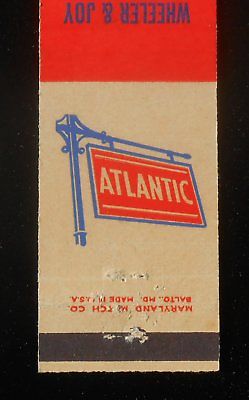 WHEELER & JOY
ATLANTIC
MARYLAND MATCH CO.
BALTO., MD. MADE IN U.S.A.